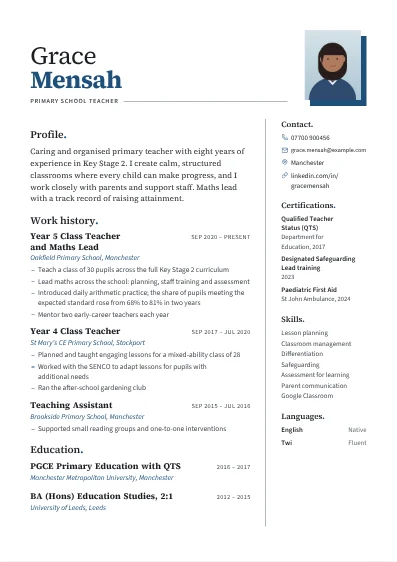 Grace
Mensah
PRIMARY SCHOOL TEACHER
Profile.
Caring and organised primary teacher with eight years of
experience in Key Stage 2. I create calm, structured
classrooms where every child can make progress, and I
work closely with parents and support staff. Maths lead
with a track record of raising attainment.
Work history.
Year 5 Class Teacher
and Maths Lead
SEP 2020 – PRESENT
Oakfield Primary School, Manchester
– Teach a class of 30 pupils across the full Key Stage 2 curriculum
– Lead maths across the school: planning, staff training and assessment
– Introduced daily arithmetic practice; the share of pupils meeting the
expected standard rose from 68% to 81% in two years
– Mentor two early-career teachers each year
Year 4 Class Teacher
SEP 2017 – JUL 2020
St Mary's CE Primary School, Stockport
– Planned and taught engaging lessons for a mixed-ability class of 28
– Worked with the SENCO to adapt lessons for pupils with
additional needs
– Ran the after-school gardening club
Teaching Assistant
SEP 2015 – JUL 2016
Brookside Primary School, Manchester
– Supported small reading groups and one-to-one interventions
Education.
PGCE Primary Education with QTS
2016 – 2017
Manchester Metropolitan University, Manchester
BA (Hons) Education Studies, 2:1
2012 – 2015
University of Leeds, Leeds
Contact.
07700 900456
grace.mensah@example.com
Manchester
linkedin.com/in/
gracemensah
Certifications.
Qualified Teacher
Status (QTS)
Department for
Education, 2017
Designated Safeguarding
Lead training
2023
Paediatric First Aid
St John Ambulance, 2024
Skills.
Lesson planning
Classroom management
Differentiation
Safeguarding
Assessment for learning
Parent communication
Google Classroom
Languages.
English Native
Twi Fluent